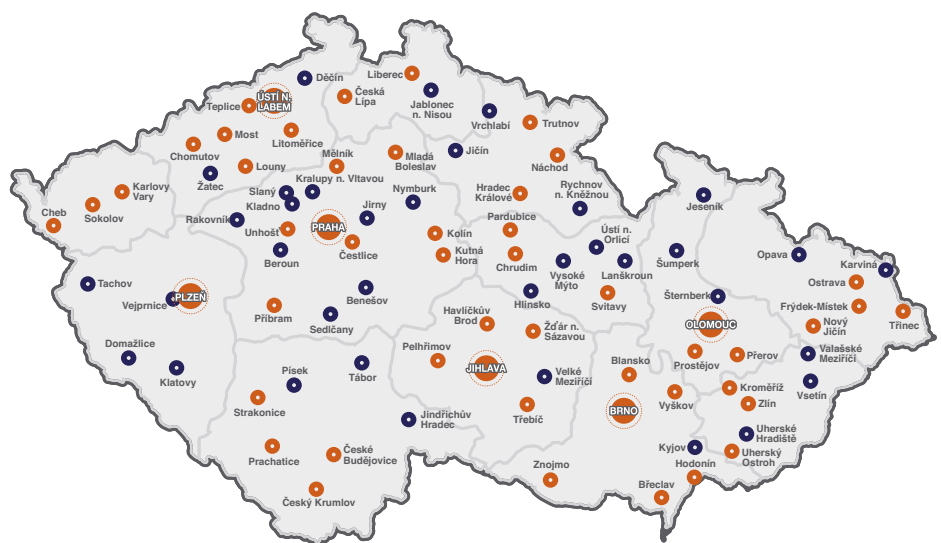 Děčín
Liberec
ÚSTÍ N.
LABEM
Teplice
Česká
Lípa
Jablonec
n. Nisou
Vrchlabí
Trutnov
Most
Litoměřice
Chomutov
Mělník
Mladá
Boleslav
Jičín
Náchod
Louny
Žatec
Kralupy n. Vltavou
Slaný
Kladno
Nymburk
Hradec
Králové
Rychnov
n. Kněžnou
Jeseník
Karlovy
Vary
Sokolov
Cheb
Rakovník
Jirny
Unhošť
PRAHA
Pardubice
Kolín
Čestlice
Beroun
Kutná
Hora
Chrudim
Ústí n.
Orlicí
Vysoké
Mýto
Lanškroun
Šumperk
Opava
Karviná
Tachov
Vejprnice
PLZEŇ
Benešov
Příbram
Sedlčany
Hlinsko
Svitavy
Šternberk
Ostrava
Frýdek-Místek
Třinec
Nový
Jičín
OLOMOUC
Havlíčkův
Brod
Žďár n.
Sázavou
Domažlice
Klatovy
Písek
Tábor
Pelhřimov
JIHLAVA
Velké
Meziříčí
Blansko
Prostějov
Přerov
Valašské
Meziříčí
Vsetín
Kroměříž
Zlín
Vyškov
BRNO
Třebíč
Strakonice
Jindřichův
Hradec
Uherské
Hradiště
Kyjov
Uherský
Ostroh
Hodonín
Prachatice
České
Budějovice
Znojmo
Břeclav
Český Krumlov